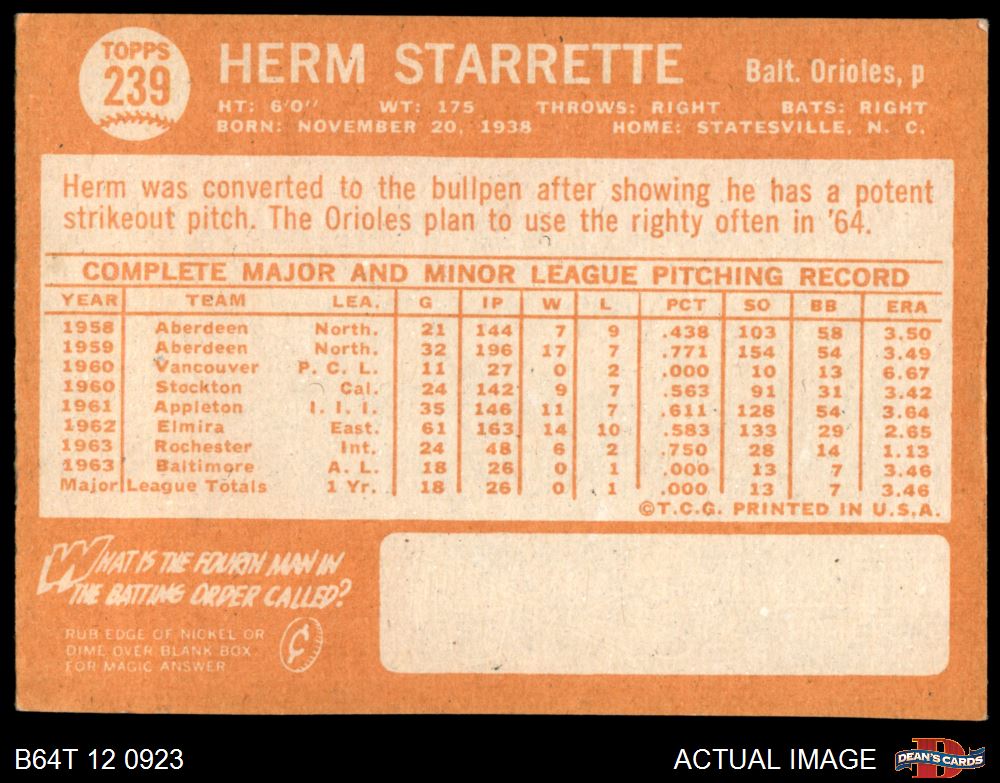 TOPPS
239
HERM STARRETTE
Balt. Orioles, p
HT: 6'0" WT: 175 THROWS: RIGHT BATS: RIGHT
BORN: NOVEMBER 20, 1938 HOME: STATESVILLE, N. C.
Herm was converted to the bullpen after showing he has a potent
strikeout pitch. The Orioles plan to use the righty often in '64.
COMPLETE MAJOR AND MINOR LEAGUE PITCHING RECORD
YEAR TEAM LEA. G IP W L PCT SO BB ERA
1958 Aberdeen North. 21 144 7 9 .438 103 58 3.50
1959 Aberdeen North. 32 196 17 7 .771 154 54 3.49
1960 Vancouver P. C. L. 11 27 0 2 .000 10 13 6.67
1960 Stockton Cal. 24 142 9 7 .563 91 31 3.42
1961 Appleton I. I. I. 35 146 11 7 .611 128 54 3.64
1962 Elmira East. 61 163 14 10 .583 133 29 2.65
1963 Rochester Int. 24 48 6 2 .750 28 14 1.13
1963 Baltimore A. L. 18 26 0 1 .000 13 7 3.46
Major League Totals 1 Yr. 18 26 0 1 .000 13 7 3.46
©T.C.G. PRINTED IN U.S.A.
WHAT IS THE FOURTH MAN IN
THE BATTING ORDER CALLED?
RUB EDGE OF NICKEL OR
DIME OVER BLANK BOX
FOR MAGIC ANSWER
¢
B64T 12 0923
ACTUAL IMAGE
D
DEAN'S CARDS